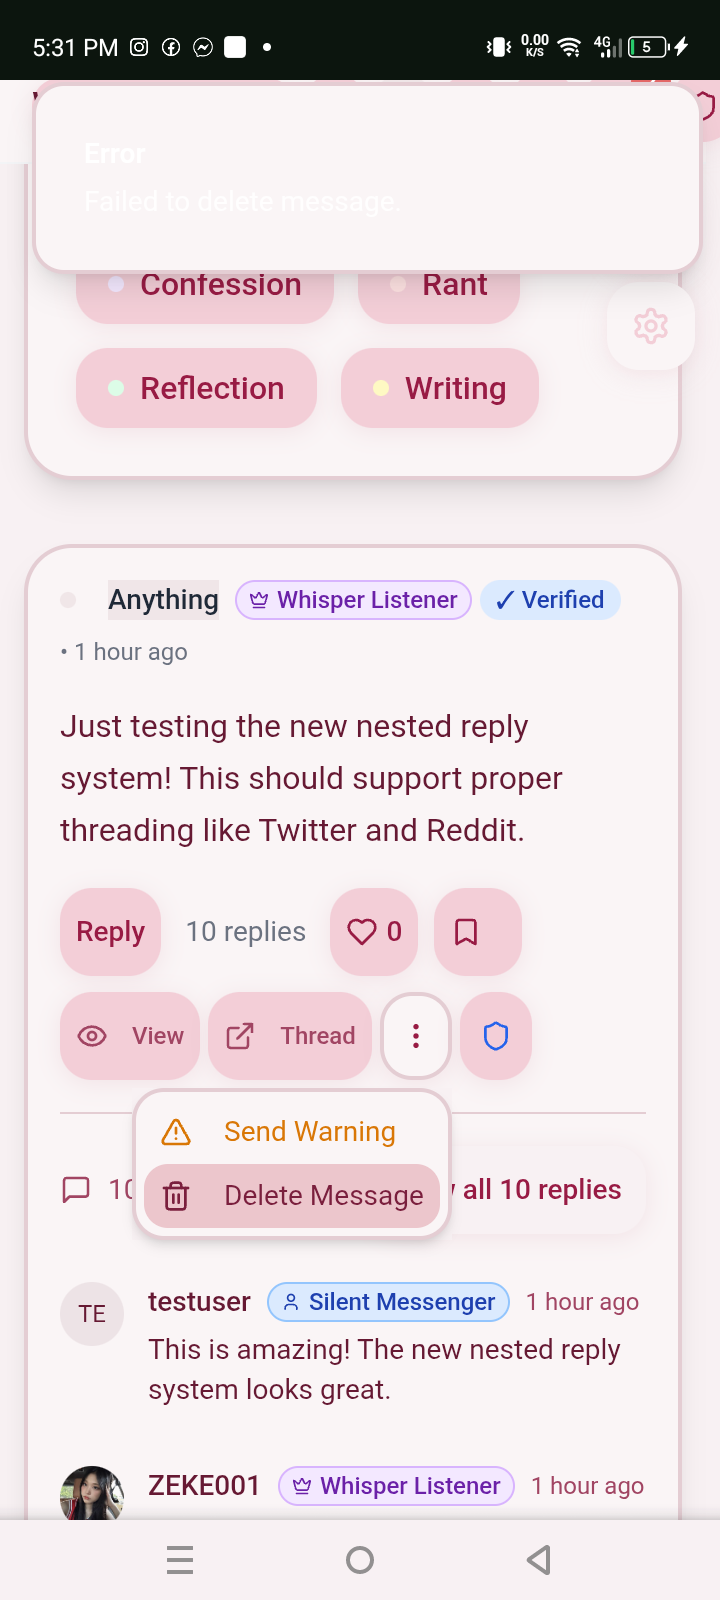 5:31 PM 0.00 K/S 4G 5
Error
Failed to delete message.
Confession Rant
Reflection Writing
Anything Whisper Listener ✓ Verified
• 1 hour ago
Just testing the new nested reply
system! This should support proper
threading like Twitter and Reddit.
Reply 10 replies 0
View Thread
Send Warning
Delete Message
all 10 replies
TE testuser Silent Messenger 1 hour ago
This is amazing! The new nested reply
system looks great.
ZEKE001 Whisper Listener 1 hour ago